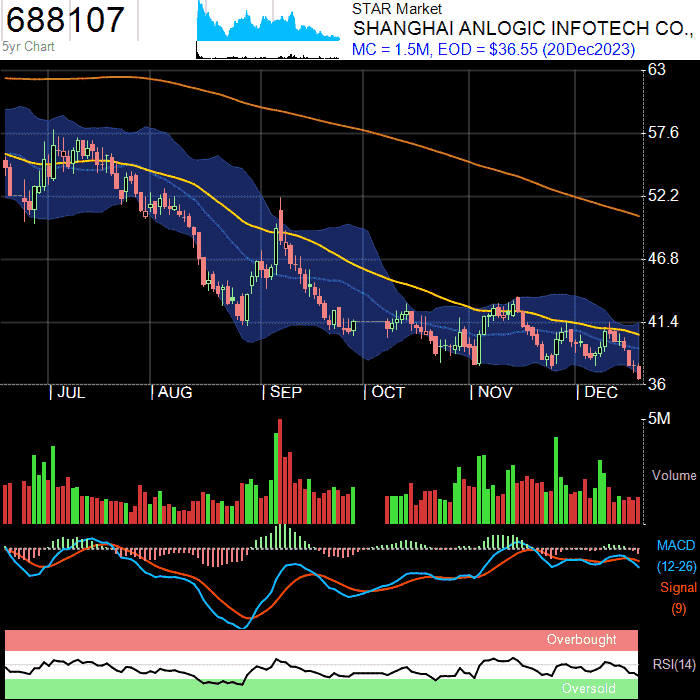 688107
5yr Chart
STAR Market
SHANGHAI ANLOGIC INFOTECH CO.,
MC = 1.5M, EOD = $36.55 (20Dec2023)
63
57.6
52.2
46.8
41.4
36
JUL
AUG
SEP
OCT
NOV
DEC
5M
Volume
MACD
(12-26)
Signal
(9)
Overbought
RSI(14)
Oversold